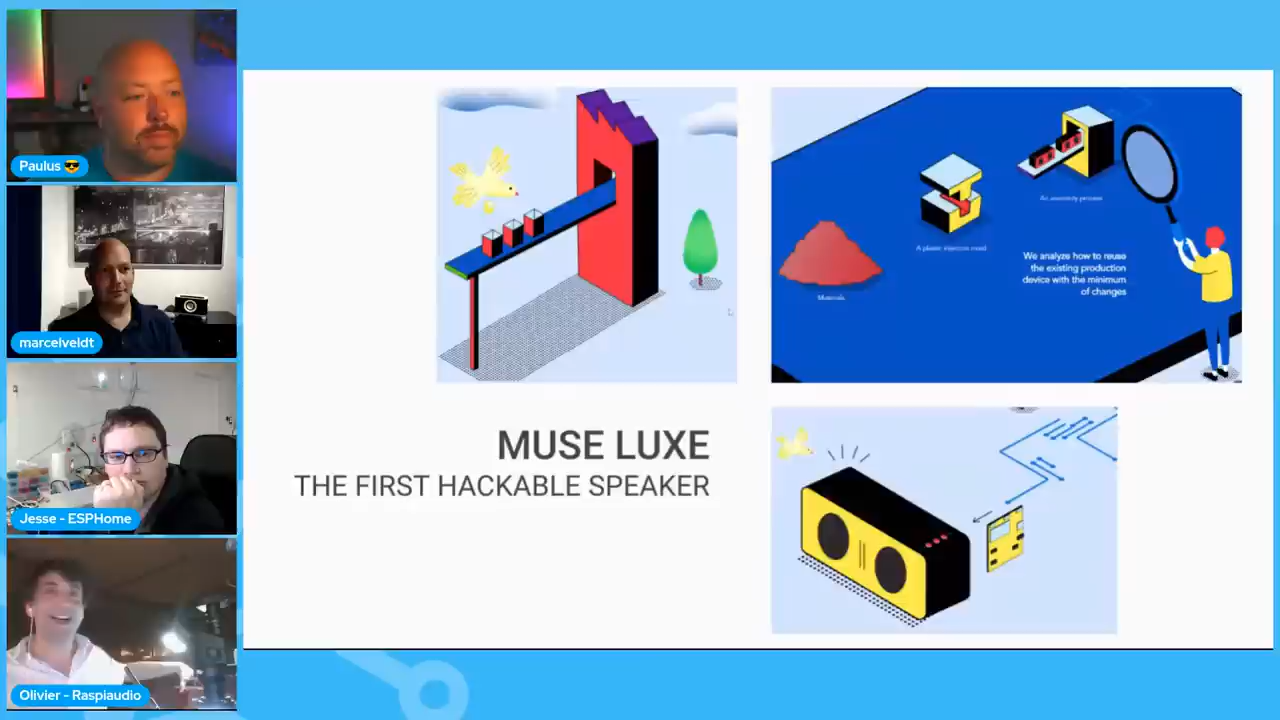 Paulus 😎
marcelveldt
Jesse - ESPHome
Olivier - Raspiaudio
Materials
A plastic injection mold
An assembly process
We analyze how to reuse
the existing production
device with the minimum
of changes
MUSE LUXE
THE FIRST HACKABLE SPEAKER